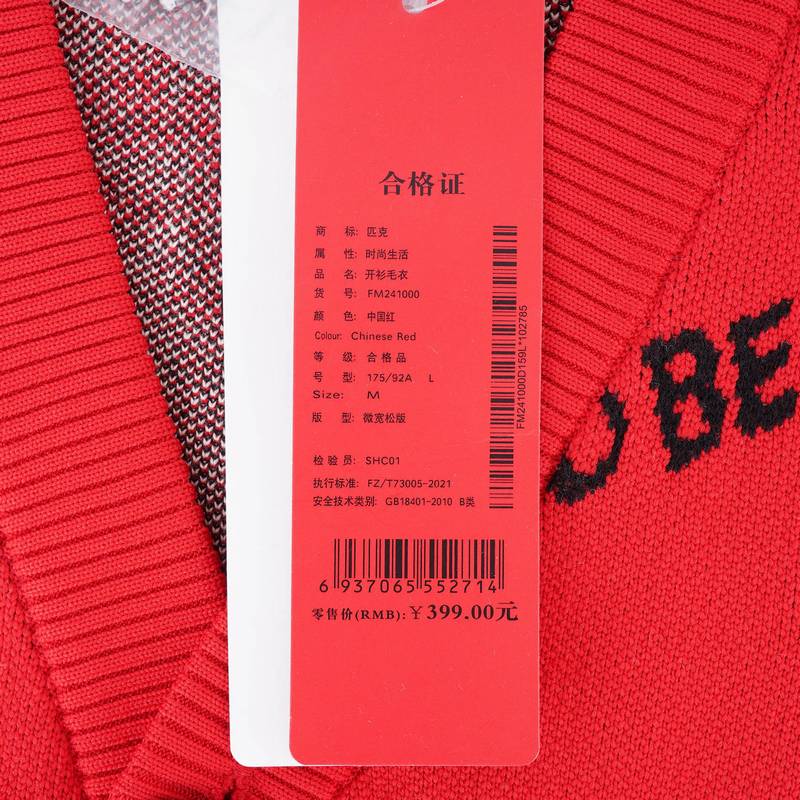 合格证
商 标: 匹克
属 性: 时尚生活
品 名: 开衫毛衣
货 号: FM241000
颜 色: 中国红
Colour: Chinese Red
等 级: 合格品
号 型: 175/92A L
Size: M
版 型: 微宽松版
检验员: SHC01
执行标准: FZ/T73005-2021
安全技术类别: GB18401-2010 B类
FM241000D159L*102785
6 937065 552714
零售价(RMB): ¥ 399.00元
BE